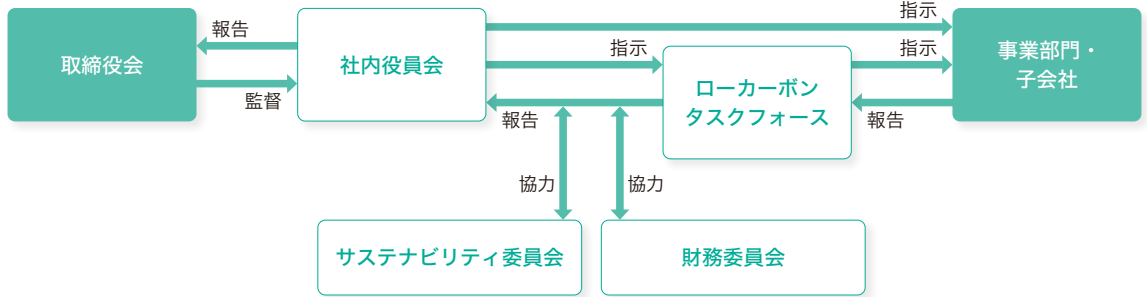 報告
指示
取締役会
社内役員会
指示
指示
事業部門・
子会社
監督
ローカーボン
タスクフォース
報告
報告
協力
協力
サステナビリティ委員会
財務委員会